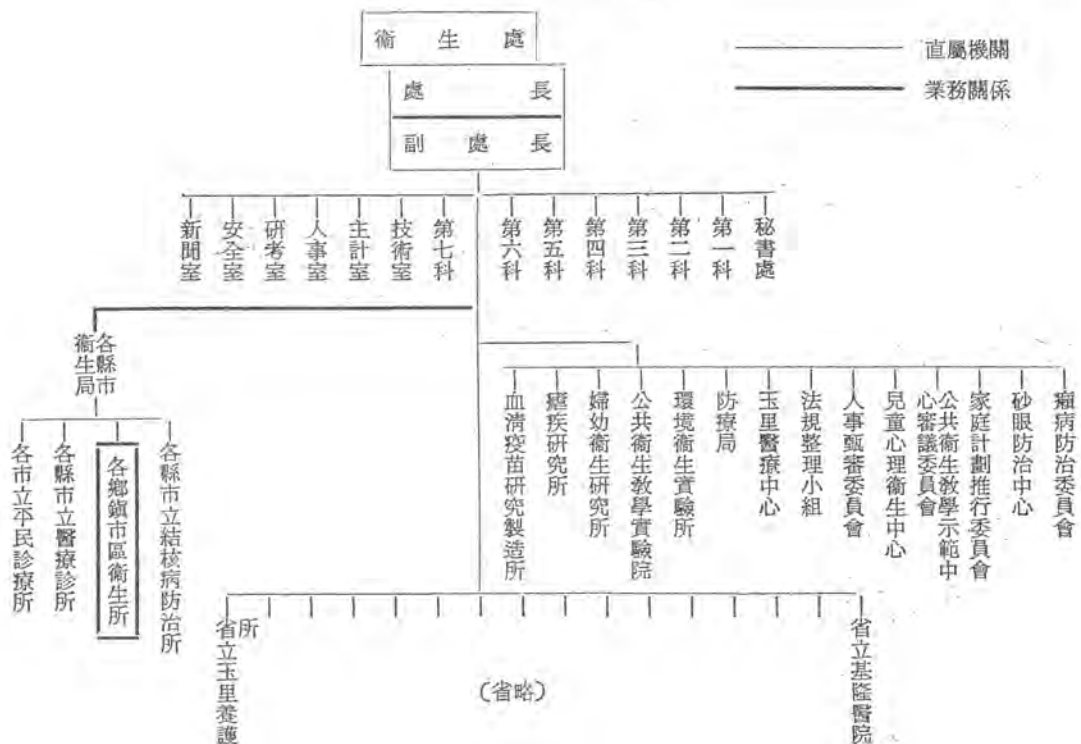 衞生處
處長
副處長
直屬機關
業務關係
秘書處
第一科
第二科
第三科
第四科
第五科
第六科
第七科
技術室
主計室
人事室
研考室
安全室
新聞室
各縣市
衞生局
癩病防治委員會
砂眼防治中心
家庭計劃推行委員會
公共衞生敎學示範中
心審議委員會
兒童心理衞生中心
人事甄審委員會
法規整理小組
玉里醫療中心
防療局
環境衞生實驗所
公共衞生敎學實驗院
婦幼衞生研究所
瘧疾研究所
血清疫苗研究製造所
各縣市立結核病防治所
各鄉鎮市區衞生所
各縣市立醫療診所
各市立平民診療所
省立基隆醫院
(省略)
省立玉里養護
所